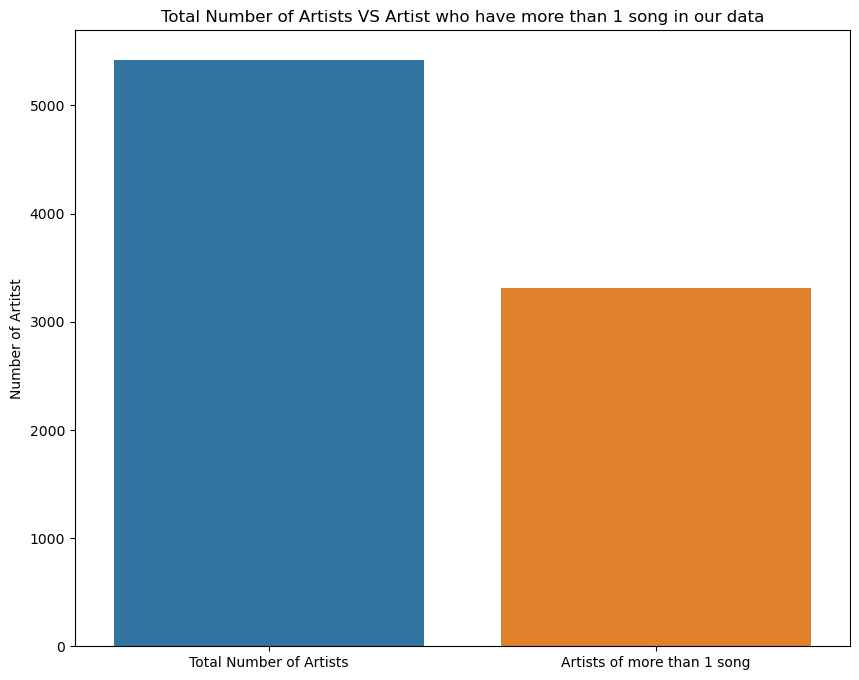 Total Number of Artists VS Artist who have more than 1 song in our data
Number of Artitst
5000
4000
3000
2000
1000
0
Total Number of Artists
Artists of more than 1 song